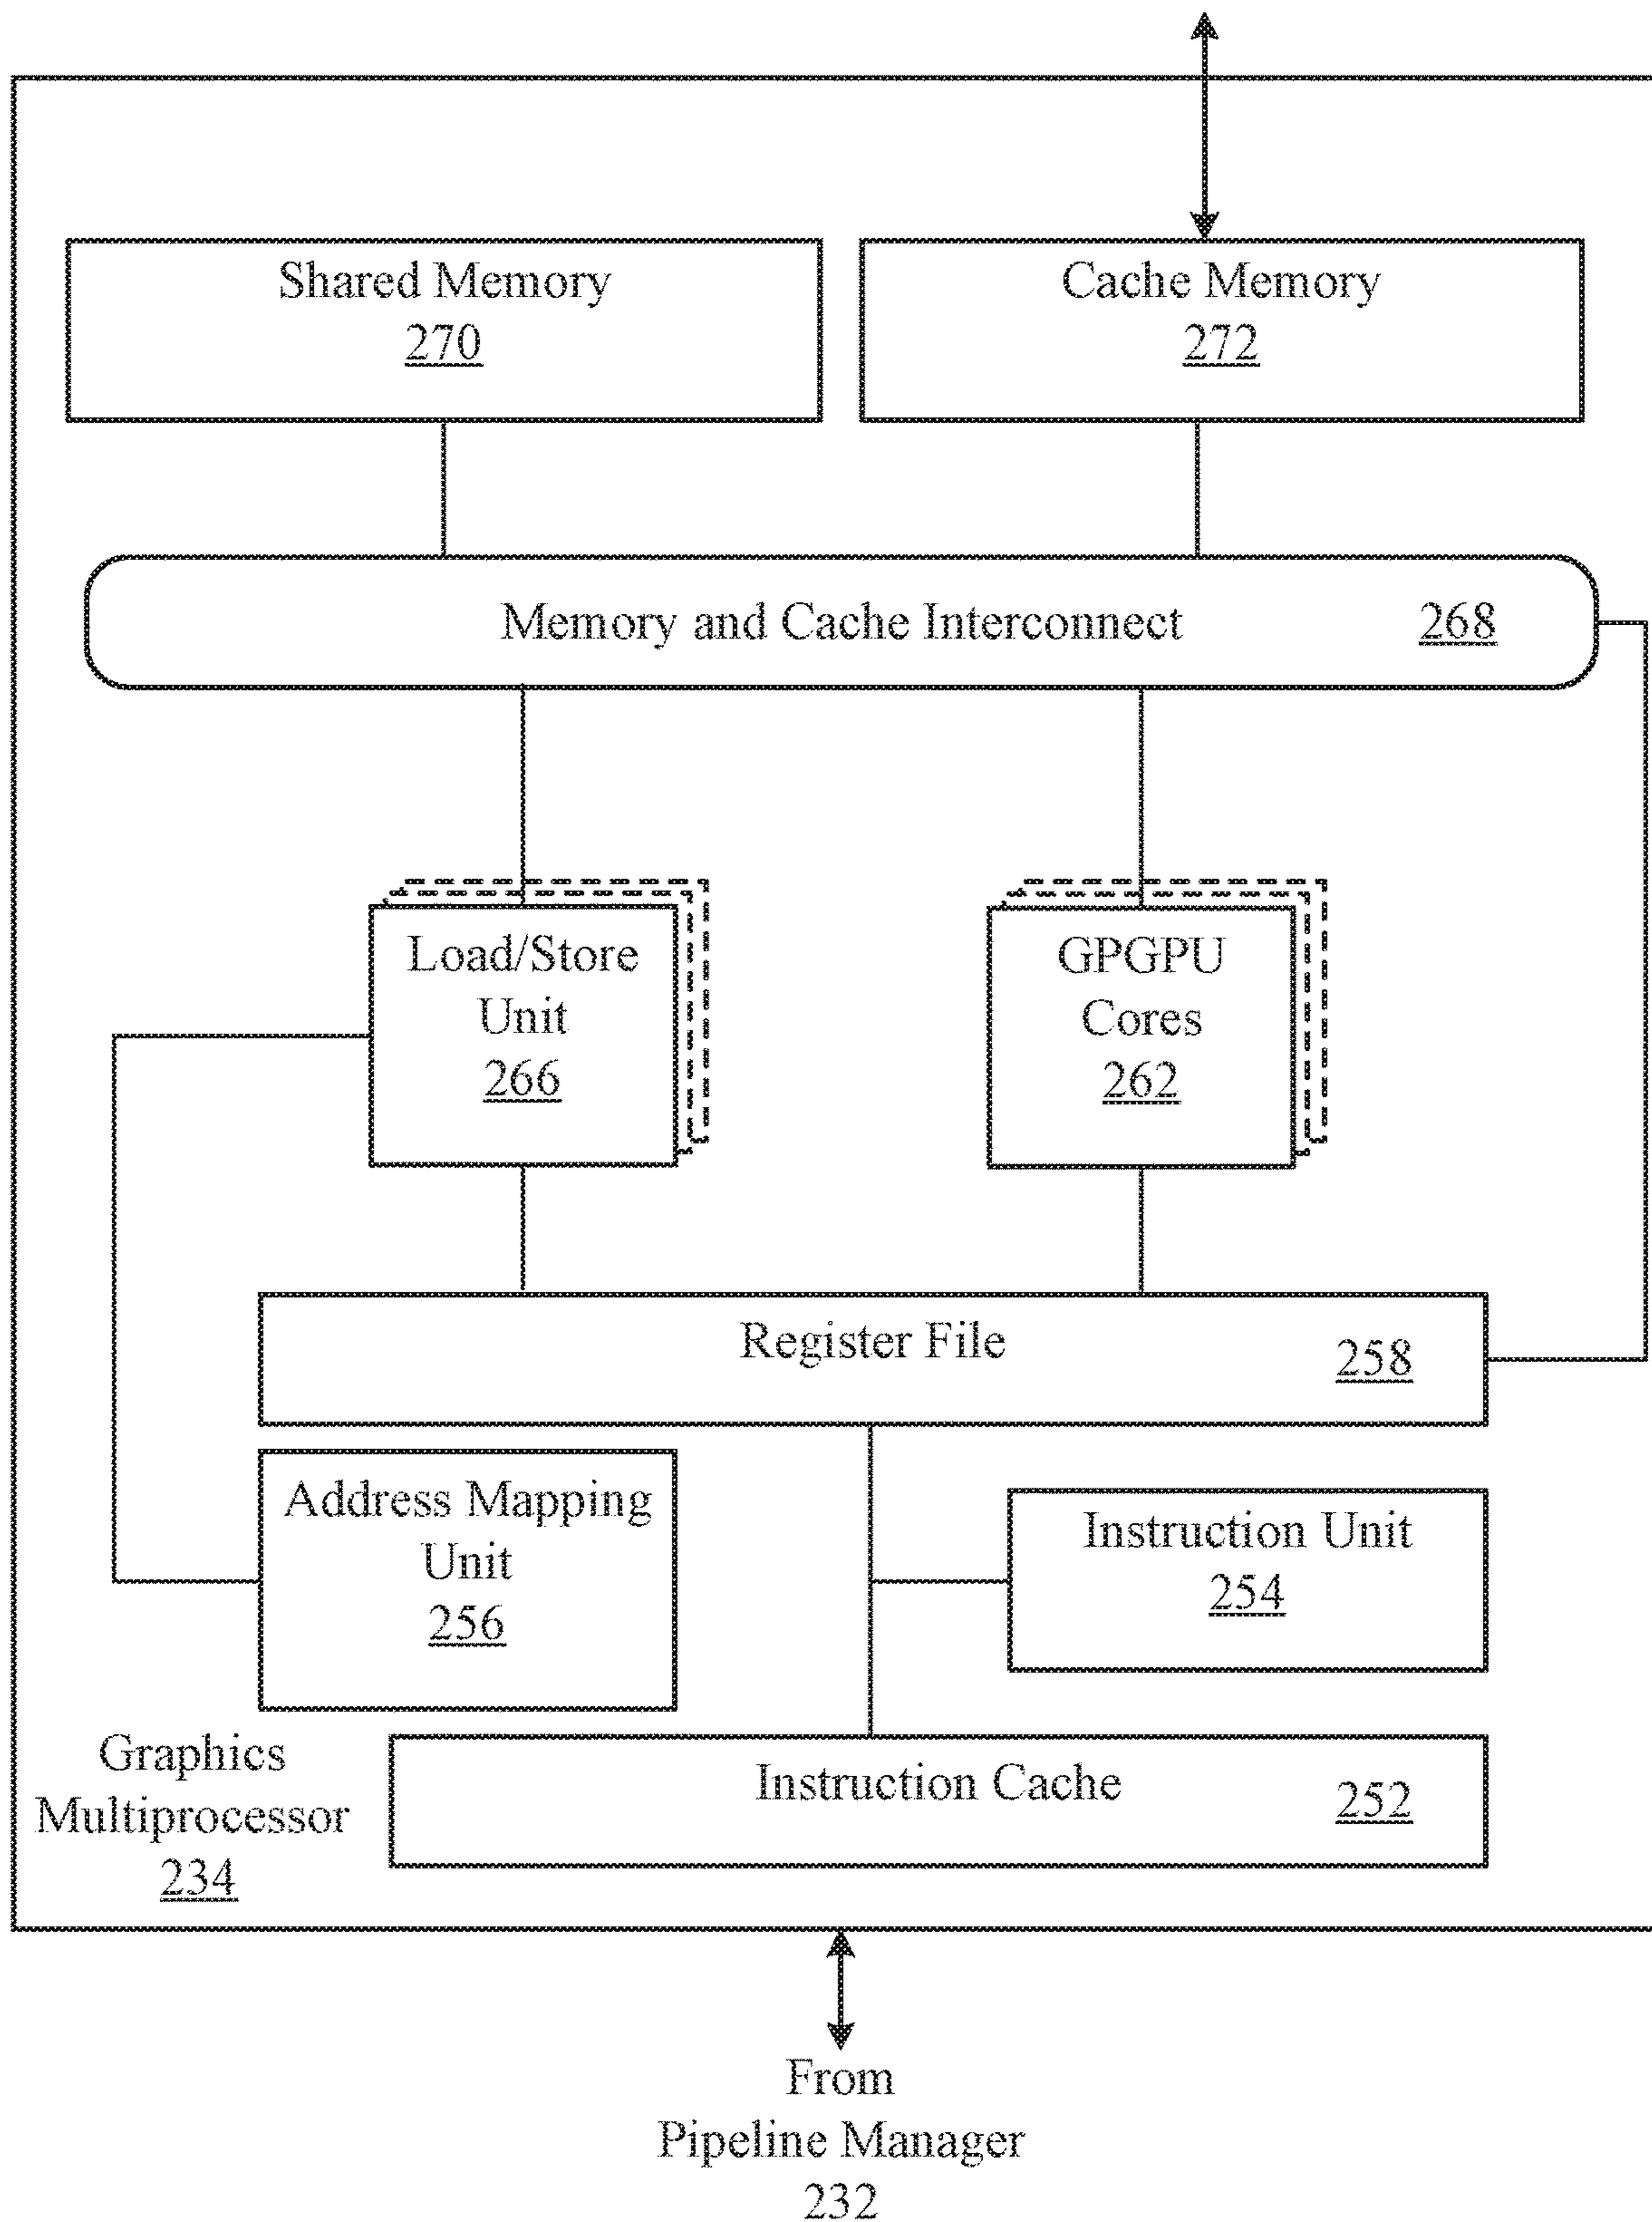 Shared Memory
270
Cache Memory
272
Memory and Cache Interconnect 268
Load/Store
Unit
266
GPGPU
Cores
262
Register File 258
Address Mapping
Unit
256
Instruction Unit
254
Graphics
Multiprocessor
234
Instruction Cache 252
From
Pipeline Manager
232